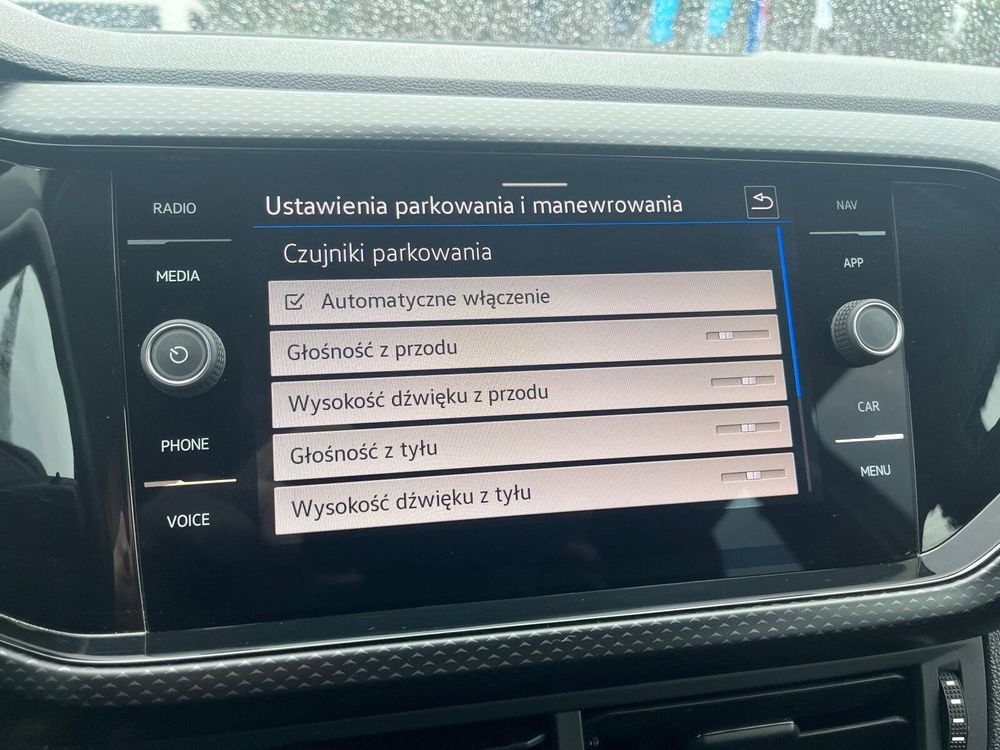 RADIO
MEDIA
PHONE
VOICE
Ustawienia parkowania i manewrowania
Czujniki parkowania
Automatyczne włączenie
Głośność z przodu
Wysokość dźwięku z przodu
Głośność z tyłu
Wysokość dźwięku z tyłu
NAV
APP
CAR
MENU